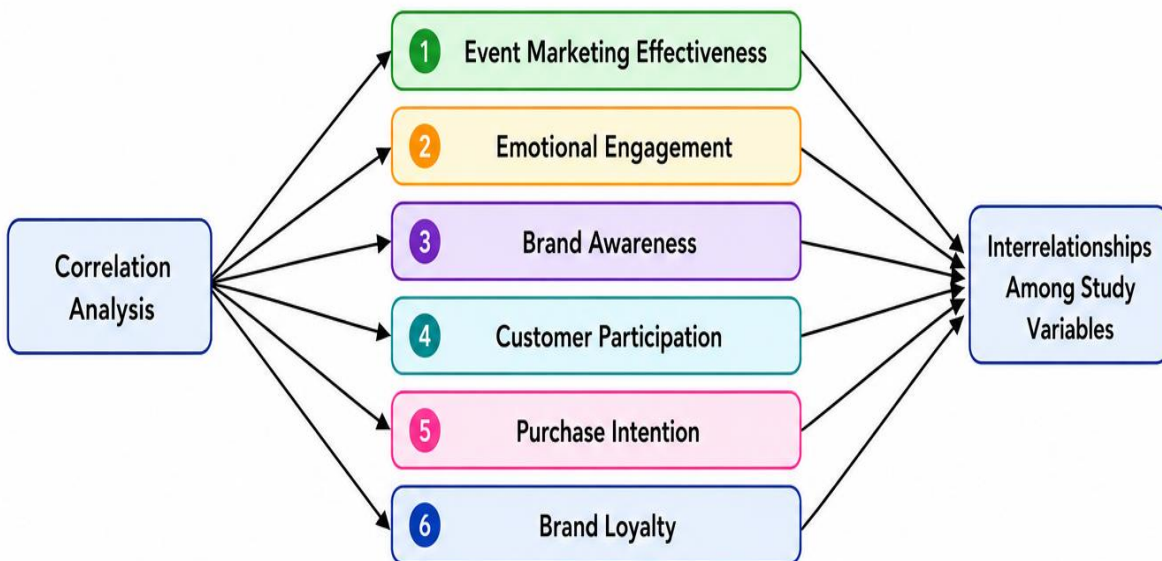 1 Event Marketing Effectiveness
2 Emotional Engagement
3 Brand Awareness
4 Customer Participation
5 Purchase Intention
6 Brand Loyalty
Correlation
Analysis
Interrelationships
Among Study
Variables